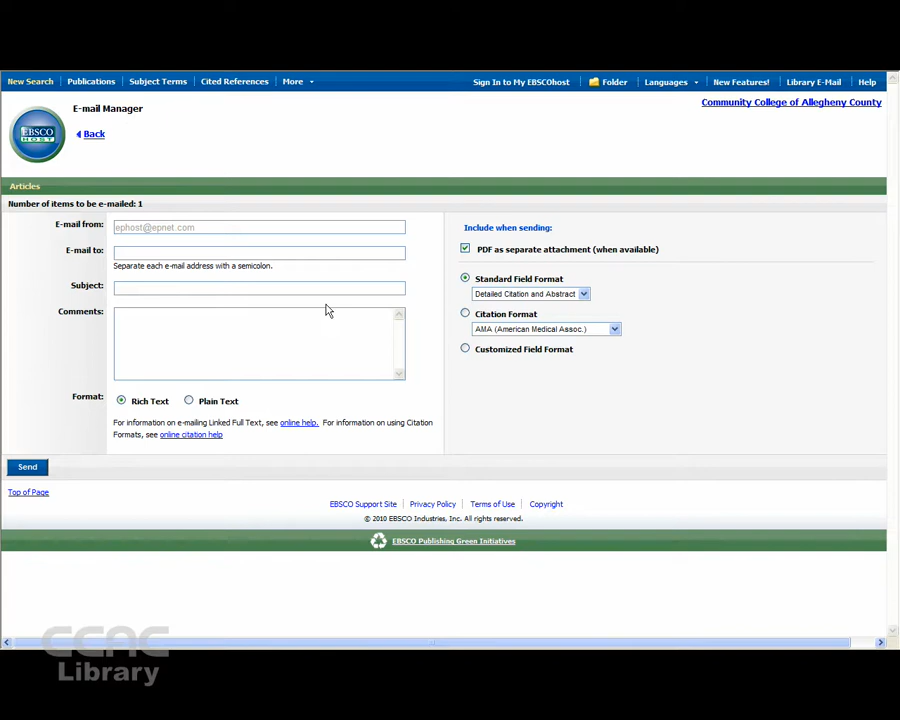 New Search Publications Subject Terms Cited References More Sign In to My EBSCOhost Folder Languages New Features! Library E-Mail Help
E-mail Manager
Community College of Allegheny County
EBSCO
HOST
Back
Articles
Number of items to be e-mailed: 1
E-mail from: ephost@epnet.com
E-mail to:
Separate each e-mail address with a semicolon.
Subject:
Comments:
Format: Rich Text Plain Text
For information on e-mailing Linked Full Text, see online help. For information on using Citation
Formats, see online citation help
Include when sending:
PDF as separate attachment (when available)
Standard Field Format
Detailed Citation and Abstract
Citation Format
AMA (American Medical Assoc.)
Customized Field Format
Send
Top of Page
EBSCO Support Site Privacy Policy Terms of Use Copyright
© 2010 EBSCO Industries, Inc. All rights reserved.
EBSCO Publishing Green Initiatives
CCAC
Library